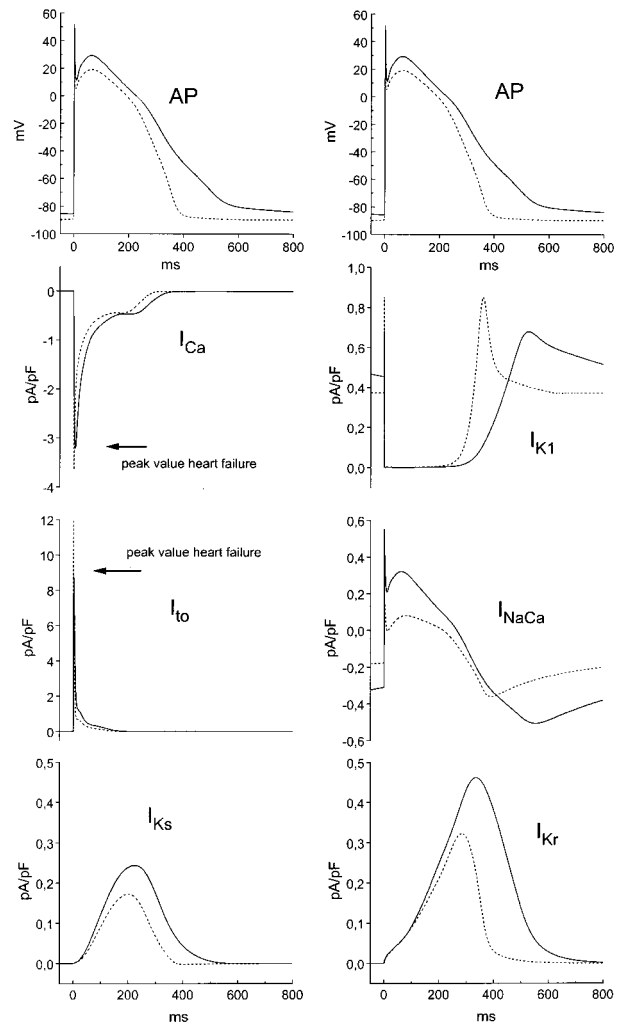 60
40
20
0
-20
-40
-60
-80
-100
mV
AP
0 200 400 600 800
ms
60
40
20
0
-20
-40
-60
-80
-100
mV
AP
0 200 400 600 800
ms
0
-1
-2
-3
-4
pA/pF
ICa
peak value heart failure
1,0
0,8
0,6
0,4
0,2
0,0
pA/pF
IK1
12
10
8
6
4
2
0
pA/pF
peak value heart failure
Ito
0,6
0,4
0,2
0,0
-0,2
-0,4
-0,6
pA/pF
INaCa
0,5
0,4
0,3
0,2
0,1
0,0
pA/pF
IKs
0 200 400 600 800
ms
0,5
0,4
0,3
0,2
0,1
0,0
pA/pF
IKr
0 200 400 600 800
ms